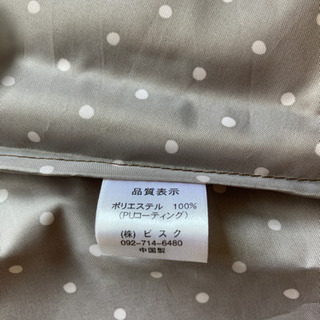 品質表示
ポリエステル 100%
(PUコーティング)
(株) ビスク
092-714-6480
中国製